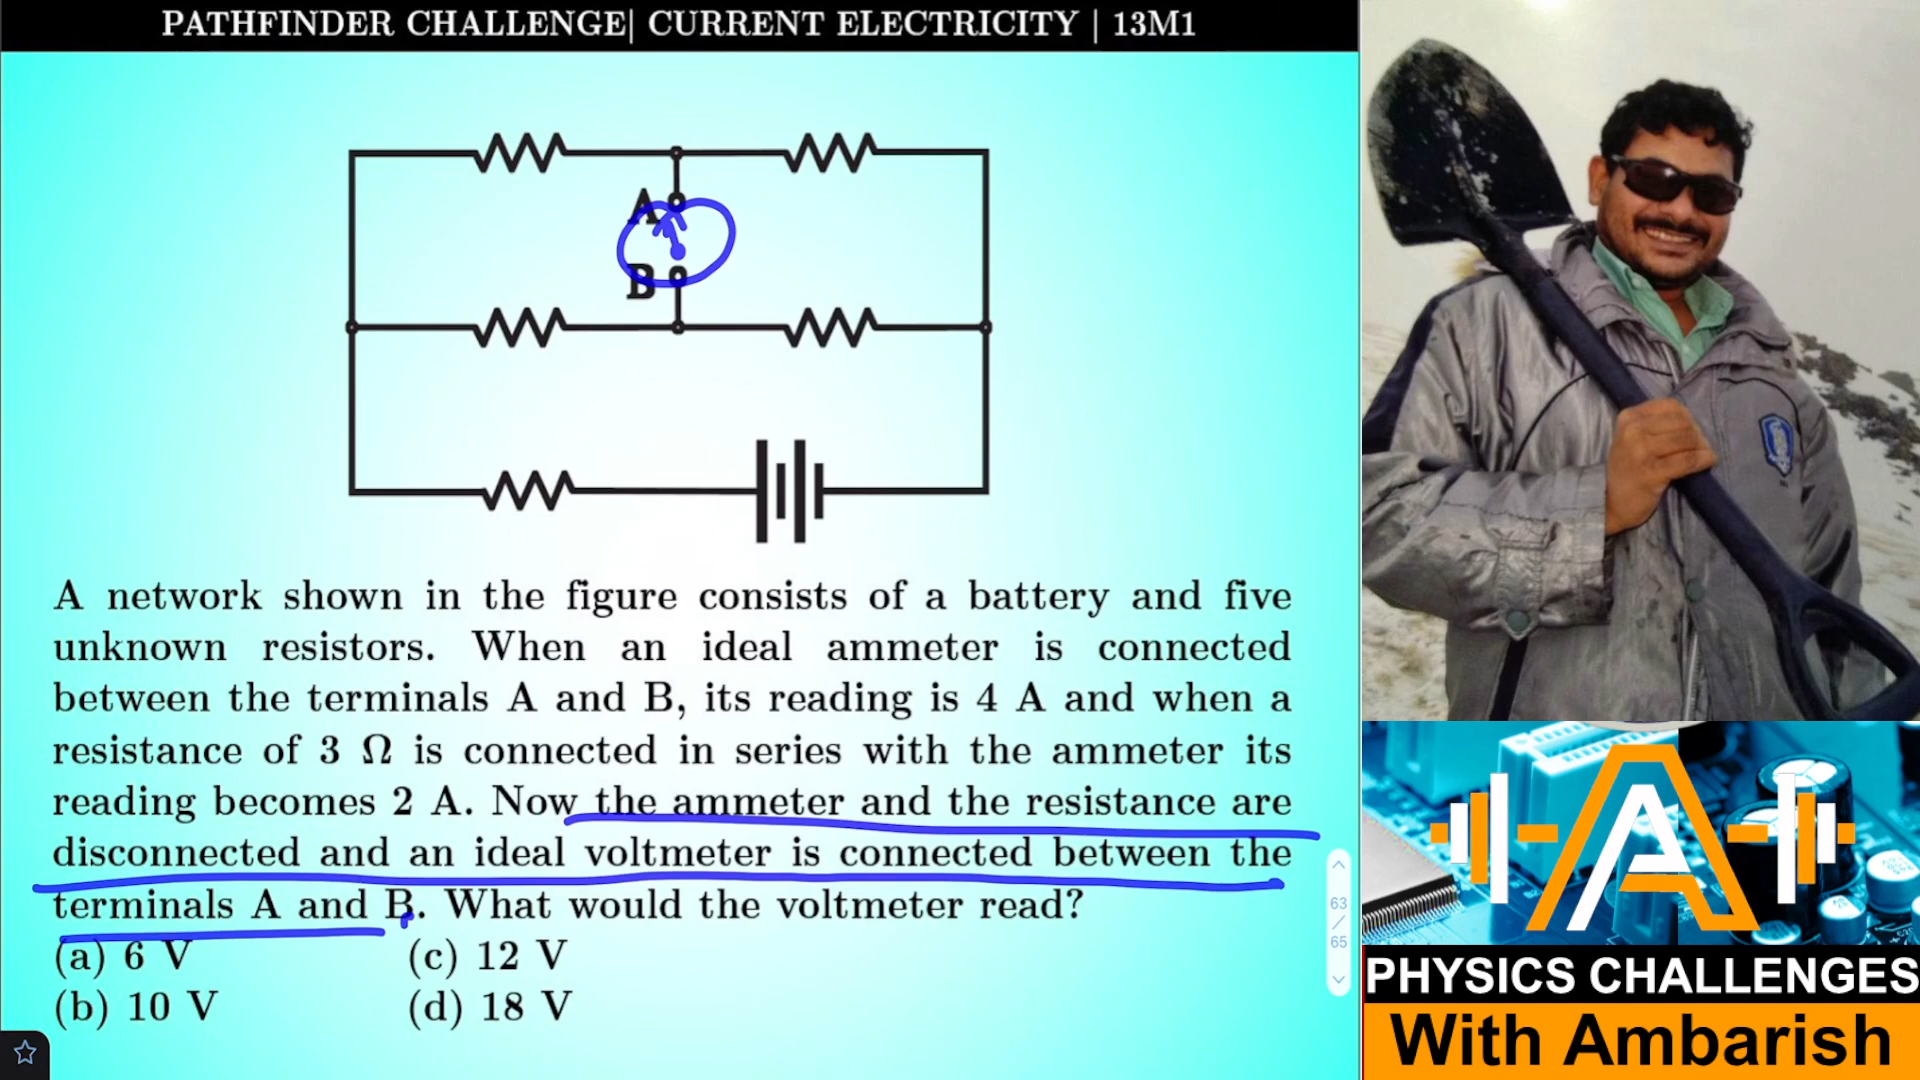 PATHFINDER CHALLENGE| CURRENT ELECTRICITY | 13M1
A
B
A network shown in the figure consists of a battery and five
unknown resistors. When an ideal ammeter is connected
between the terminals A and B, its reading is 4 A and when a
resistance of 3 Ω is connected in series with the ammeter its
reading becomes 2 A. Now the ammeter and the resistance are
disconnected and an ideal voltmeter is connected between the
terminals A and B. What would the voltmeter read?
(a) 6 V (c) 12 V
(b) 10 V (d) 18 V
63
/
65
A
PHYSICS CHALLENGES
With Ambarish